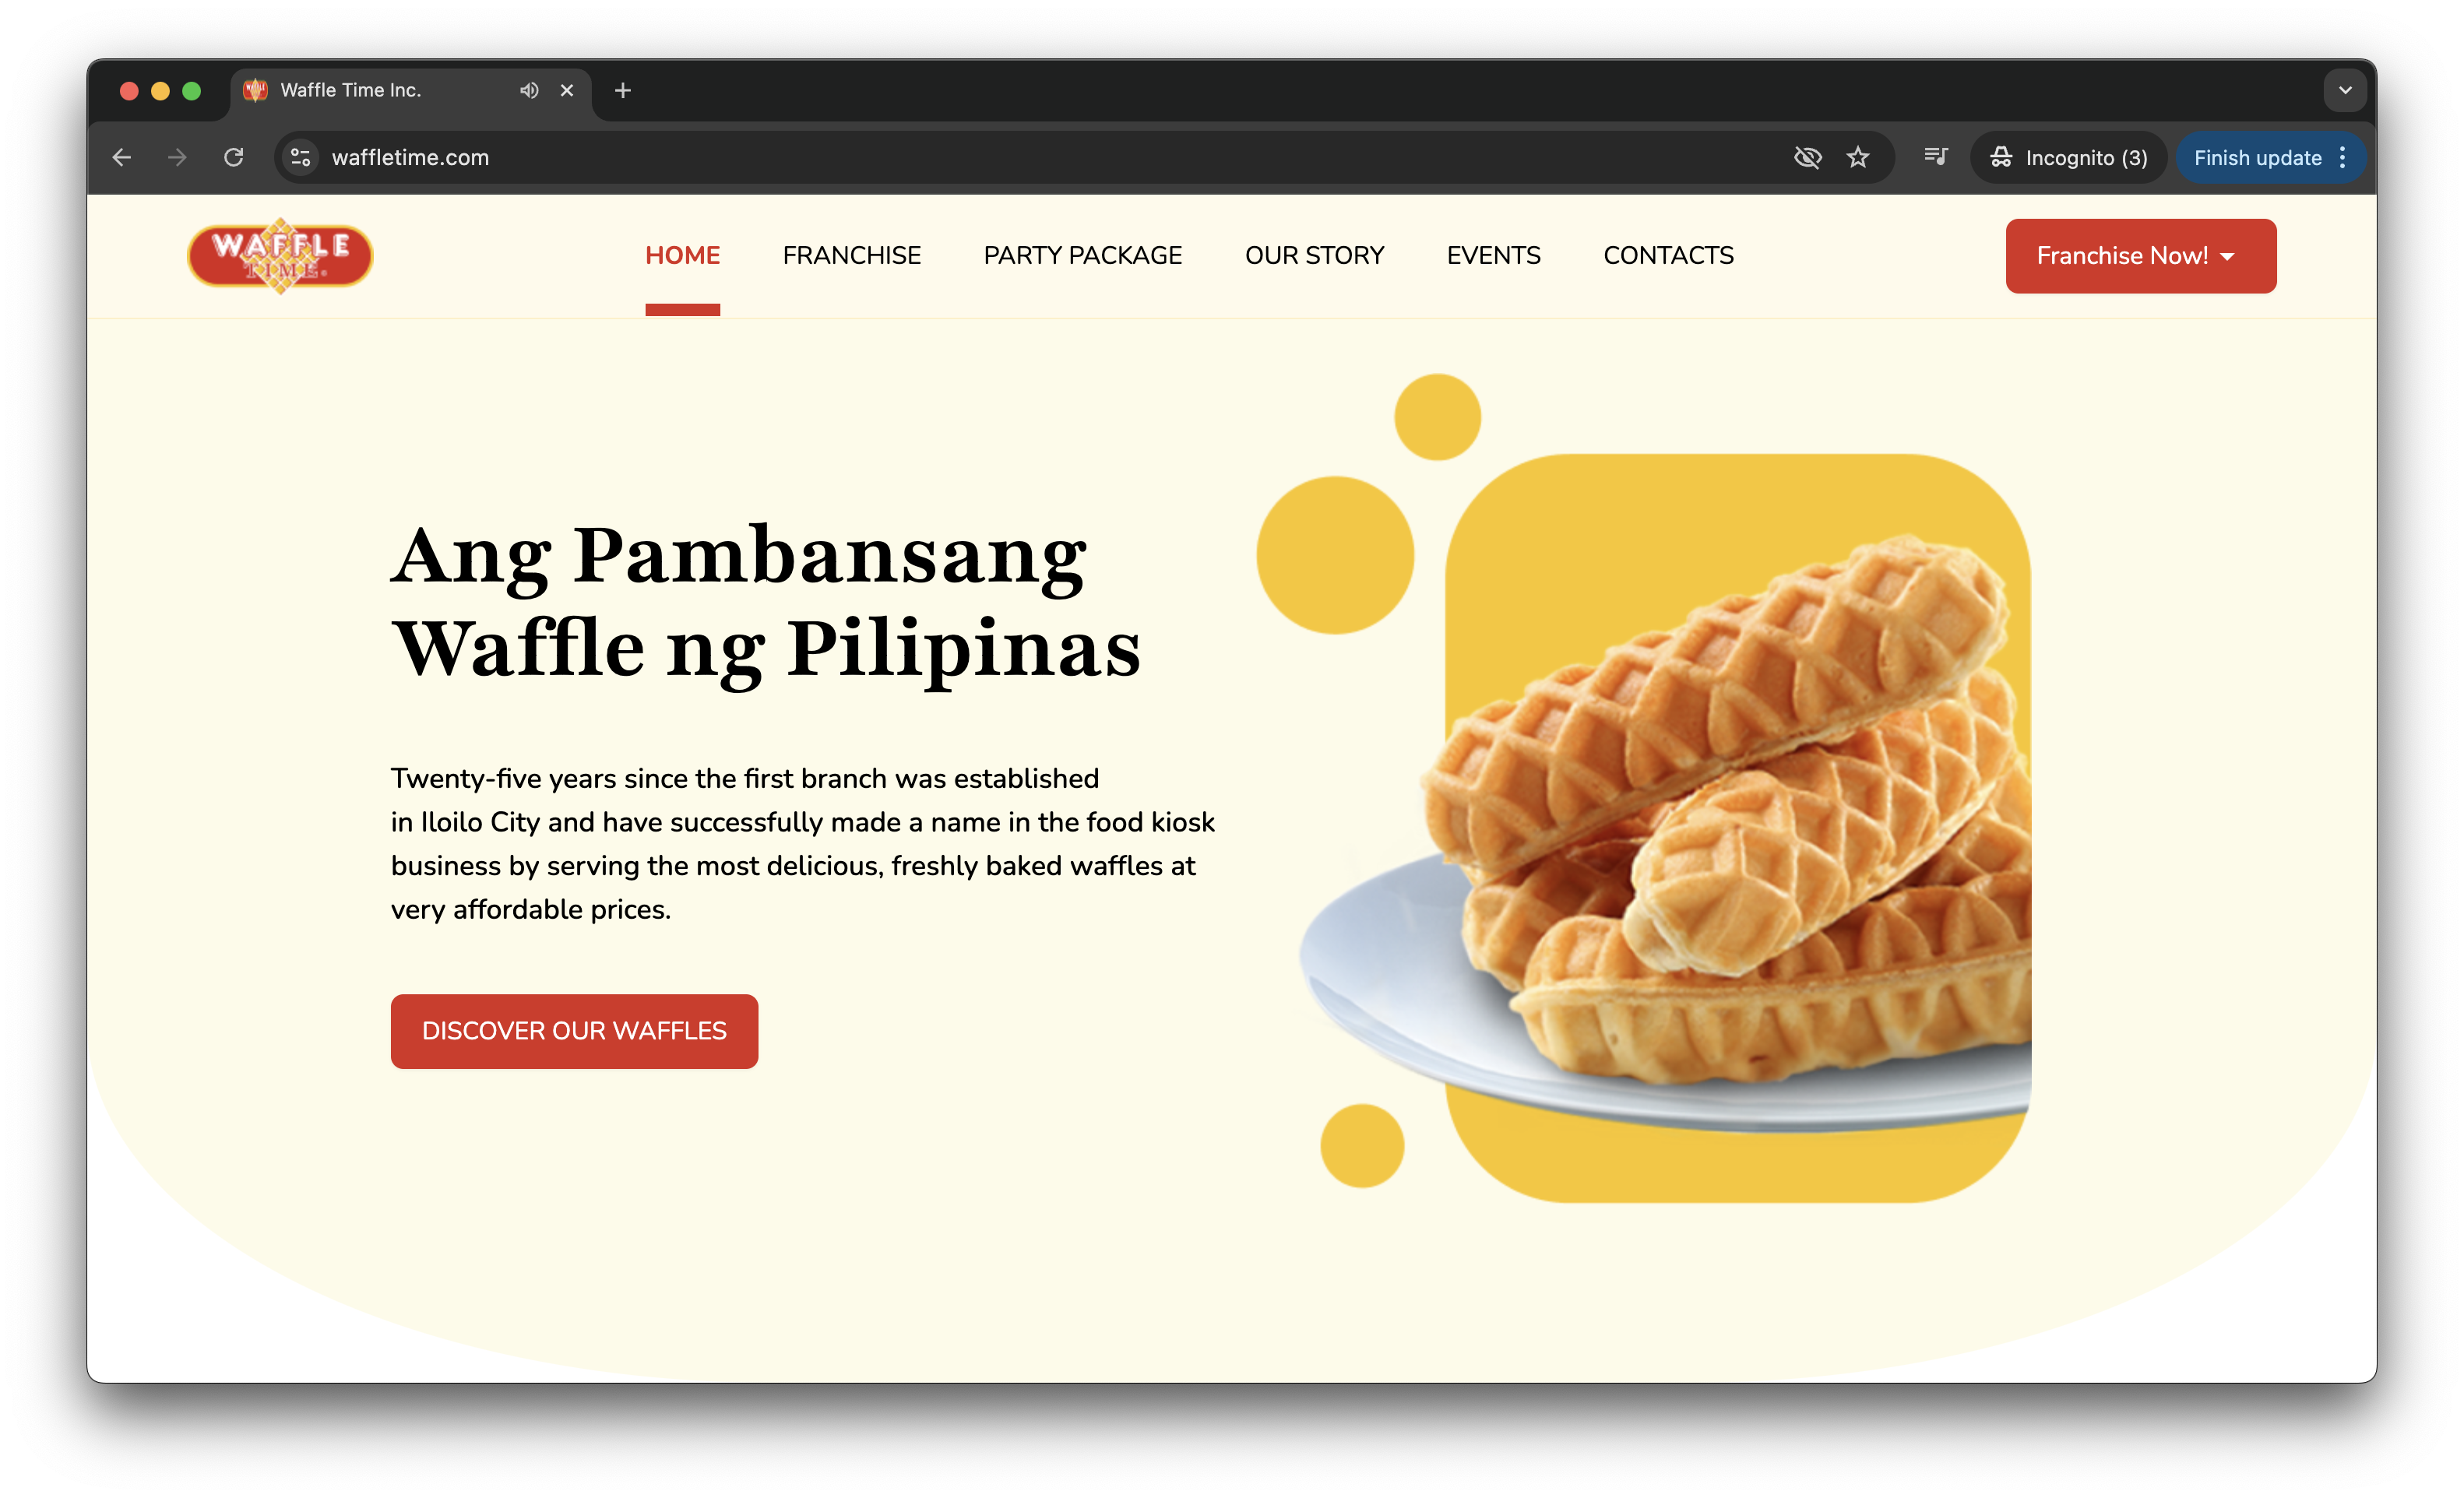 Waffle Time Inc.
waffletime.com
Incognito (3)
Finish update
WAFFLE
TIME
HOME
FRANCHISE
PARTY PACKAGE
OUR STORY
EVENTS
CONTACTS
Franchise Now!
Ang Pambansang
Waffle ng Pilipinas
Twenty-five years since the first branch was established
in Iloilo City and have successfully made a name in the food kiosk
business by serving the most delicious, freshly baked waffles at
very affordable prices.
DISCOVER OUR WAFFLES